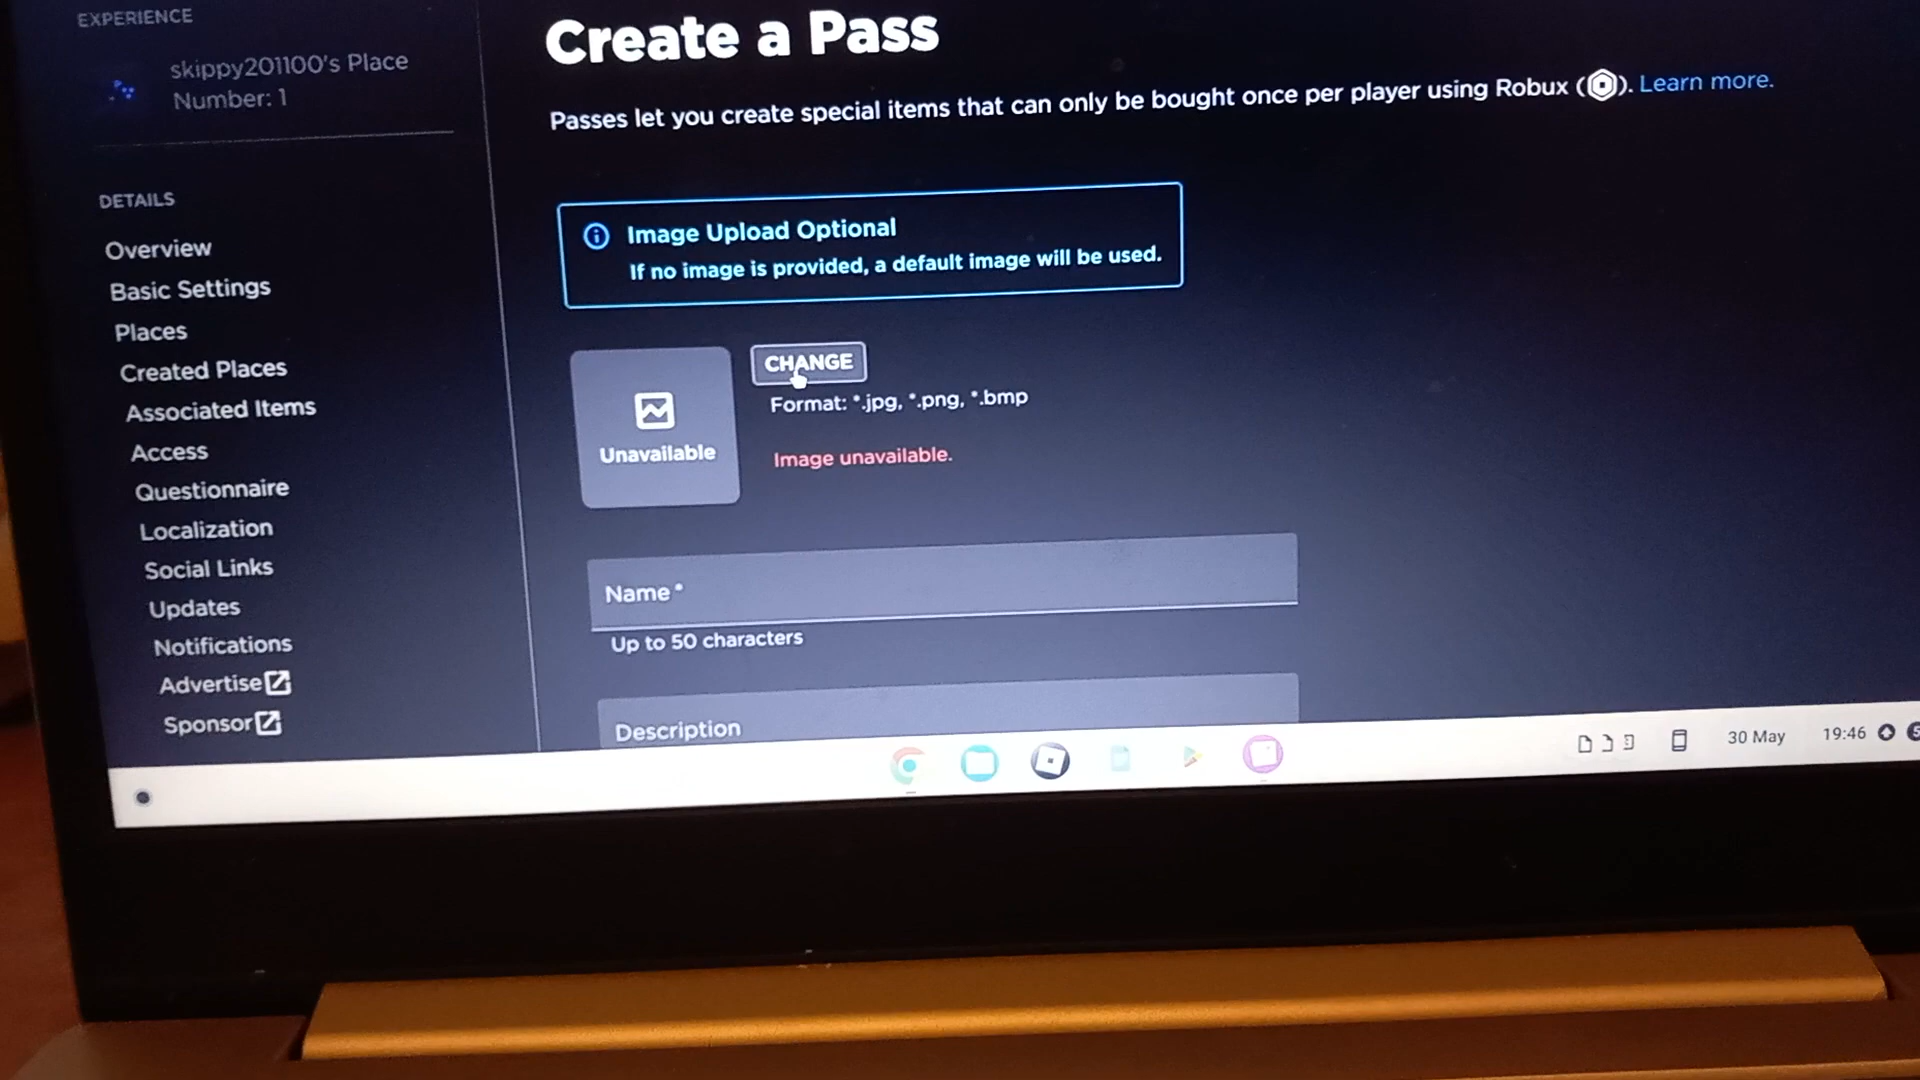 EXPERIENCE
skippy201100's Place
Number: 1
DETAILS
Overview
Basic Settings
Places
Created Places
Associated Items
Access
Questionnaire
Localization
Social Links
Updates
Notifications
Advertise
Sponsor
Create a Pass
Passes let you create special items that can only be bought once per player using Robux (). Learn more.
Image Upload Optional
If no image is provided, a default image will be used.
Unavailable
CHANGE
Format: *.jpg, *.png, *.bmp
Image unavailable.
Name*
Up to 50 characters
Description
30 May
19:46